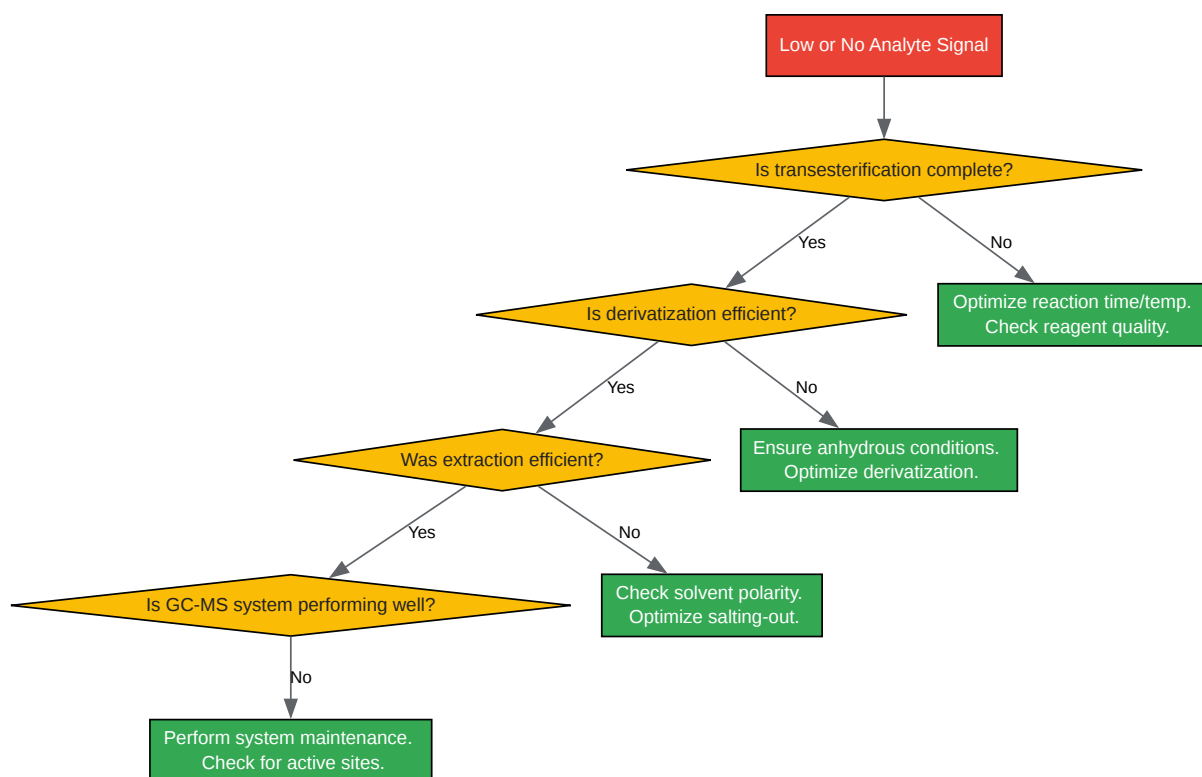 Low or No Analyte Signal
Is transesterification complete?
Yes
No
Optimize reaction time/temp.
Check reagent quality.
Is derivatization efficient?
Yes
No
Ensure anhydrous conditions.
Optimize derivatization.
Was extraction efficient?
Yes
No
Check solvent polarity.
Optimize salting-out.
Is GC-MS system performing well?
No
Perform system maintenance.
Check for active sites.